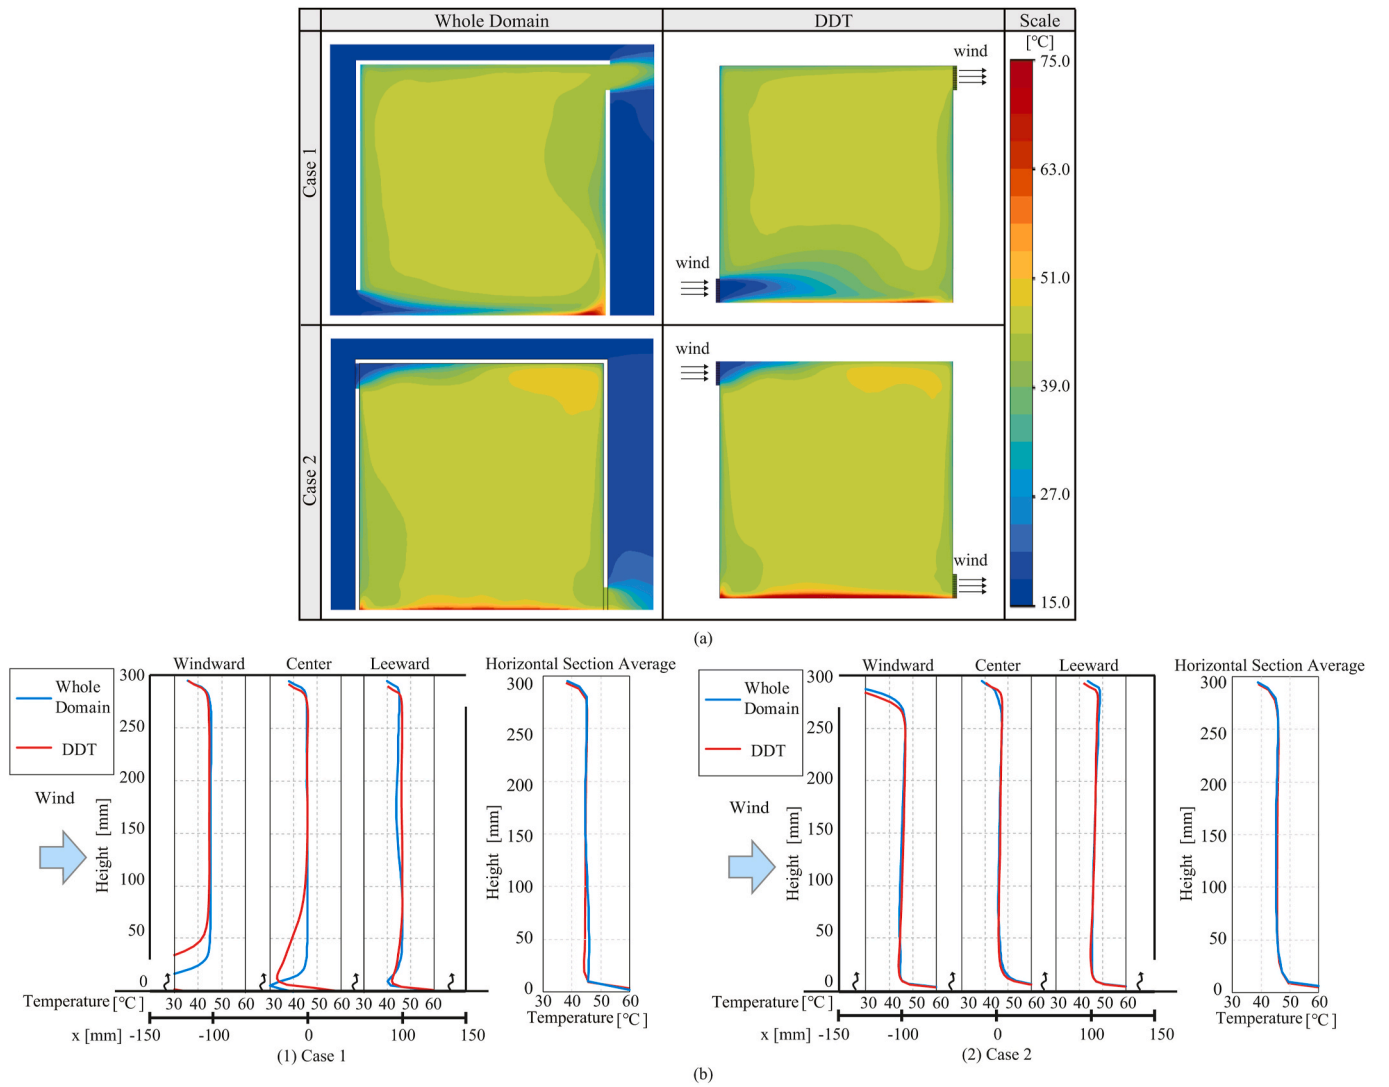 Whole Domain DDT Scale
[°C]
Case 1
wind
wind
75.0
63.0
51.0
39.0
27.0
15.0
Case 2
wind
wind
(a)
Whole
Domain
DDT
Wind
Windward Center Leeward
Height [mm]
300
250
200
150
100
50
0
Temperature[°C] 30 40 50 60 30 40 50 60 30 40 50 60
x [mm] -150 -100 0 100 150
(1) Case 1
Horizontal Section Average
Height [mm]
300
250
200
150
100
50
0
30 40 50 60
Temperature[°C]
Whole
Domain
DDT
Wind
Windward Center Leeward
Height [mm]
300
250
200
150
100
50
0
Temperature[°C] 30 40 50 60 30 40 50 60 30 40 50 60
x [mm] -150 -100 0 100 150
(2) Case 2
Horizontal Section Average
Height [mm]
300
250
200
150
100
50
0
30 40 50 60
Temperature[°C]
(b)